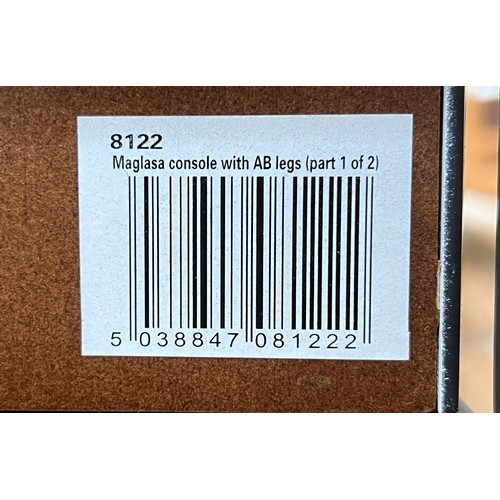 8122
Maglasa console with AB legs (part 1 of 2)
5 038847 081222